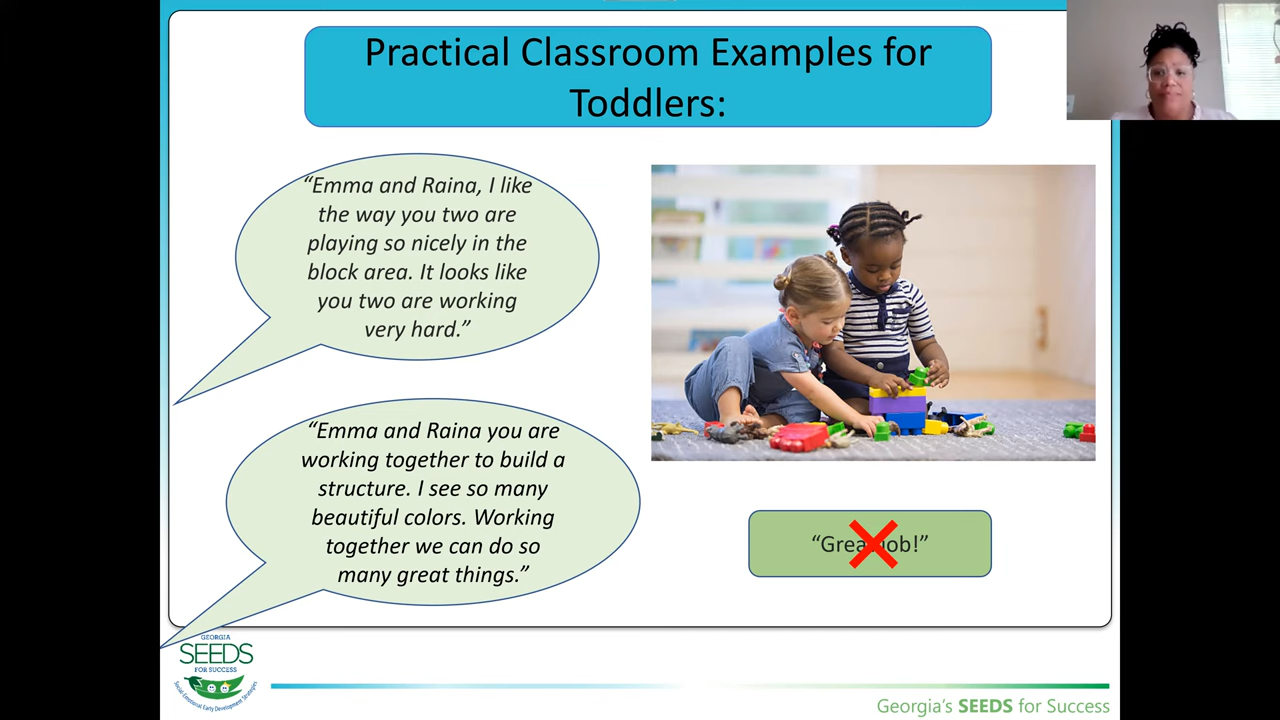 Practical Classroom Examples for
Toddlers:
“Emma and Raina, I like
the way you two are
playing so nicely in the
block area. It looks like
you two are working
very hard.”
“Emma and Raina you are
working together to build a
structure. I see so many
beautiful colors. Working
together we can do so
many great things.”
“Great Job!”
GEORGIA
SEEDS
FOR SUCCESS
Social-Emotional Early Development Strategies
Georgia’s SEEDS for Success